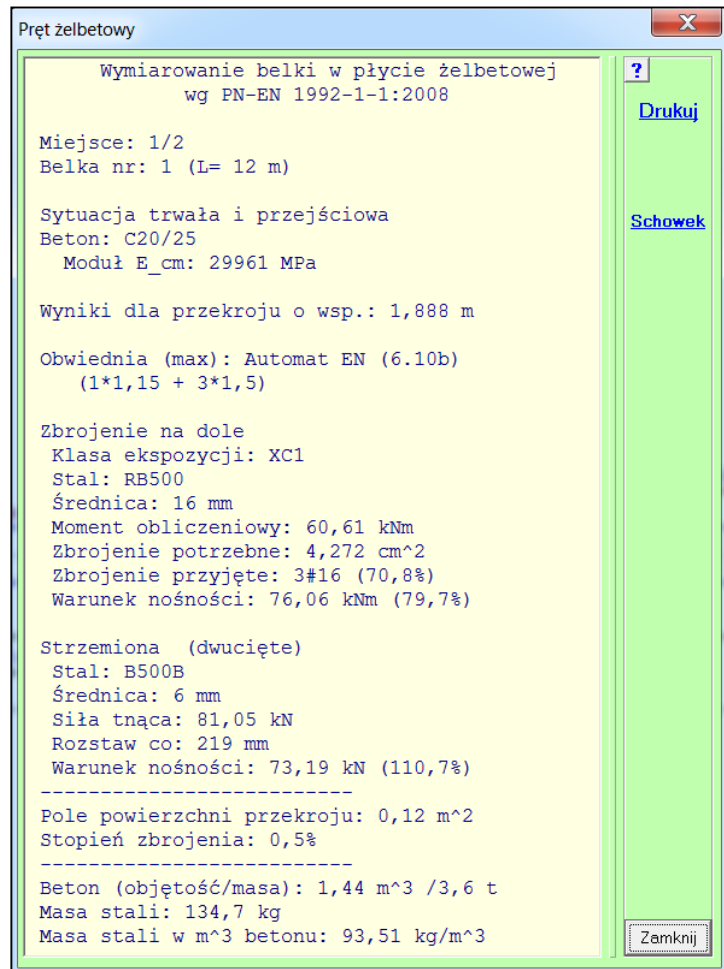 Pręt żelbetowy
X
Wymiarowanie belki w płycie żelbetowej
wg PN-EN 1992-1-1:2008
Miejsce: 1/2
Belka nr: 1 (L= 12 m)
Sytuacja trwała i przejściowa
Beton: C20/25
Moduł E_cm: 29961 MPa
Wyniki dla przekroju o wsp.: 1,888 m
Obwiednia (max): Automat EN (6.10b)
(1*1,15 + 3*1,5)
Zbrojenie na dole
Klasa ekspozycji: XC1
Stal: RB500
Średnica: 16 mm
Moment obliczeniowy: 60,61 kNm
Zbrojenie potrzebne: 4,272 cm^2
Zbrojenie przyjęte: 3#16 (70,8%)
Warunek nośności: 76,06 kNm (79,7%)
Strzemiona  (dwucięte)
Stal: B500B
Średnica: 6 mm
Siła tnąca: 81,05 kN
Rozstaw co: 219 mm
Warunek nośności: 73,19 kN (110,7%)
--------------------------
Pole powierzchni przekroju: 0,12 m^2
Stopień zbrojenia: 0,5%
--------------------------
Beton (objętość/masa): 1,44 m^3 /3,6 t
Masa stali: 134,7 kg
Masa stali w m^3 betonu: 93,51 kg/m^3
?
Drukuj
Schowek
Zamknij